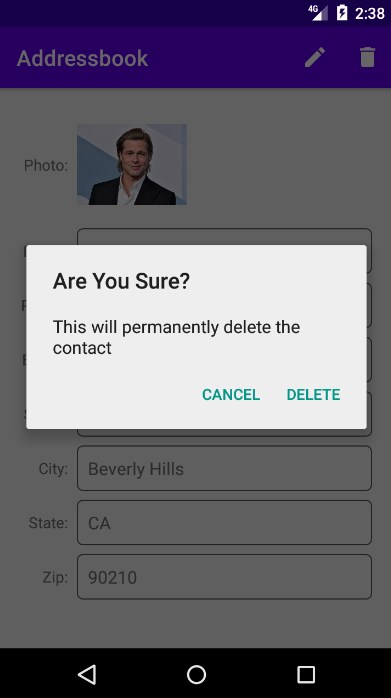 4G 2:38
Addressbook
Photo:
Are You Sure?
This will permanently delete the
contact
CANCEL DELETE
City: Beverly Hills
State: CA
Zip: 90210